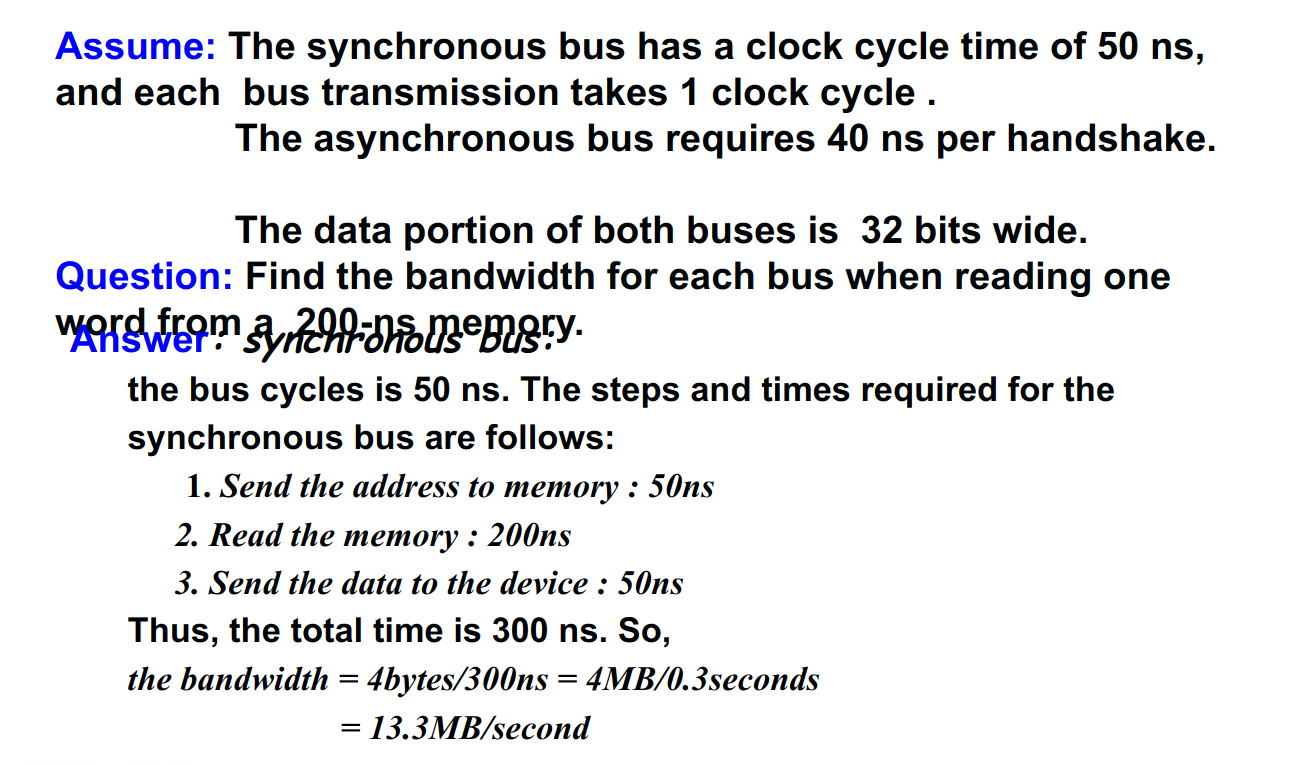 Assume: The synchronous bus has a clock cycle time of 50 ns,
and each bus transmission takes 1 clock cycle .
The asynchronous bus requires 40 ns per handshake.
The data portion of both buses is 32 bits wide.
Question: Find the bandwidth for each bus when reading one
word from a 200-ns memory.
Answer: synchronous bus:
the bus cycles is 50 ns. The steps and times required for the
synchronous bus are follows:
1. Send the address to memory : 50ns
2. Read the memory : 200ns
3. Send the data to the device : 50ns
Thus, the total time is 300 ns. So,
the bandwidth = 4bytes/300ns = 4MB/0.3seconds
= 13.3MB/second